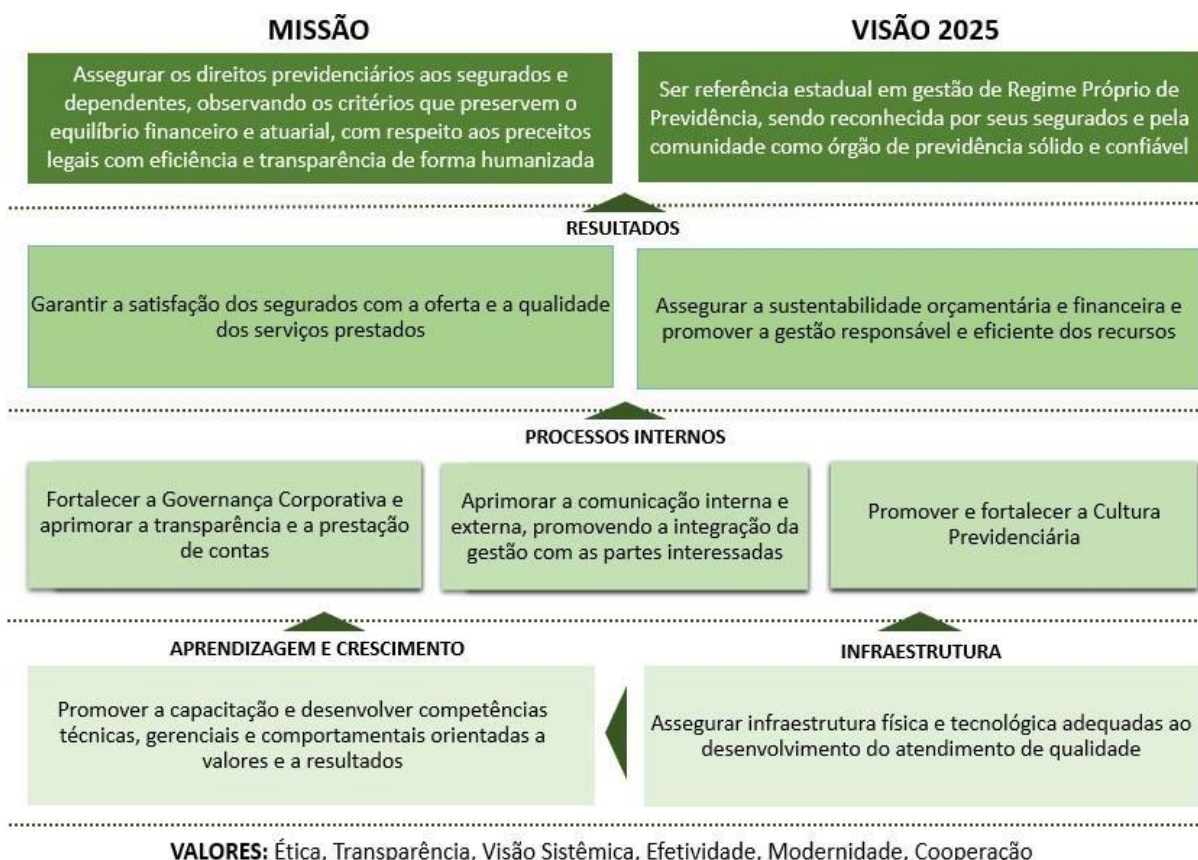 MISSÃO
Assegurar os direitos previdenciários aos segurados e
dependentes, observando os critérios que preservem o
equilíbrio financeiro e atuarial, com respeito aos preceitos
legais com eficiência e transparência de forma humanizada
VISÃO 2025
Ser referência estadual em gestão de Regime Próprio de
Previdência, sendo reconhecida por seus segurados e pela
comunidade como órgão de previdência sólido e confiável
RESULTADOS
Garantir a satisfação dos segurados com a oferta e a qualidade
dos serviços prestados
Assegurar a sustentabilidade orçamentária e financeira e
promover a gestão responsável e eficiente dos recursos
PROCESSOS INTERNOS
Fortalecer a Governança Corporativa e
aprimorar a transparência e a prestação
de contas
Aprimorar a comunicação interna e
externa, promovendo a integração da
gestão com as partes interessadas
Promover e fortalecer a Cultura
Previdenciária
APRENDIZAGEM E CRESCIMENTO
Promover a capacitação e desenvolver competências
técnicas, gerenciais e comportamentais orientadas a
valores e a resultados
INFRAESTRUTURA
Assegurar infraestrutura física e tecnológica adequadas ao
desenvolvimento do atendimento de qualidade
VALORES: Ética, Transparência, Visão Sistêmica, Efetividade, Modernidade, Cooperação